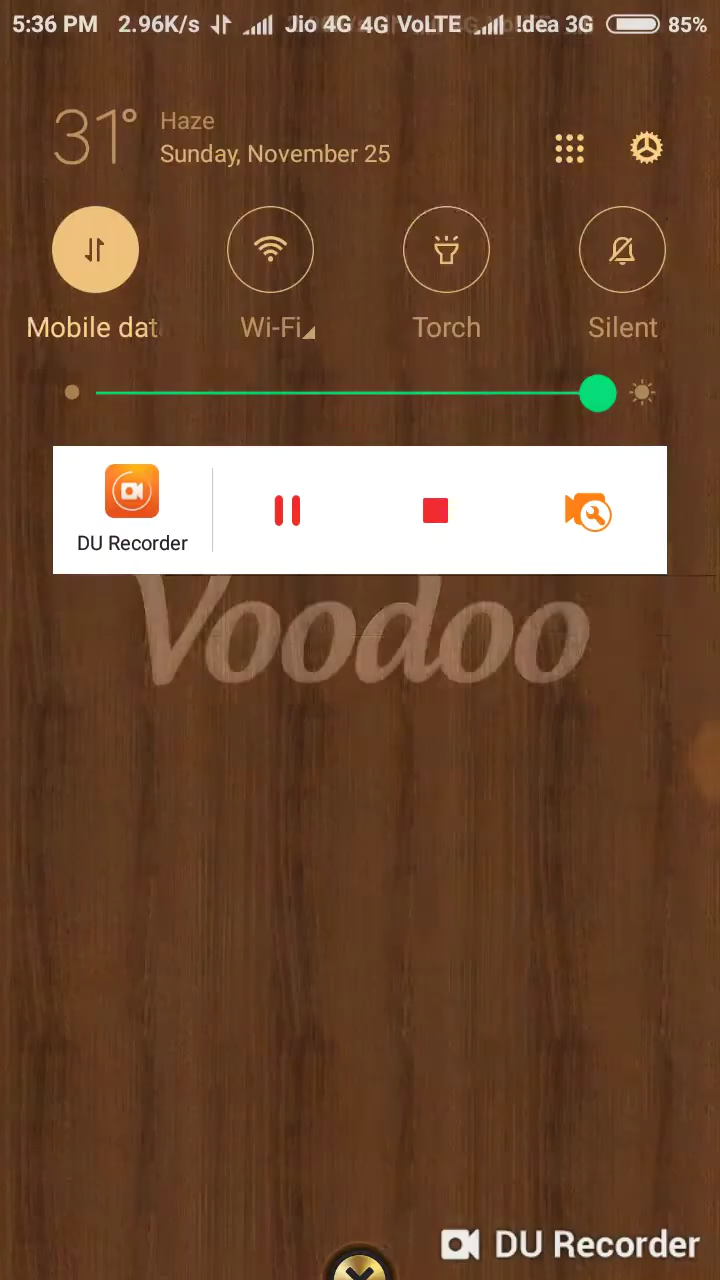 5:36 PM 2.96K/s Jio 4G 4G VoLTE !dea 3G 85%
31° Haze
Sunday, November 25
Mobile dat Wi-Fi Torch Silent
DU Recorder
Voodoo
DU Recorder